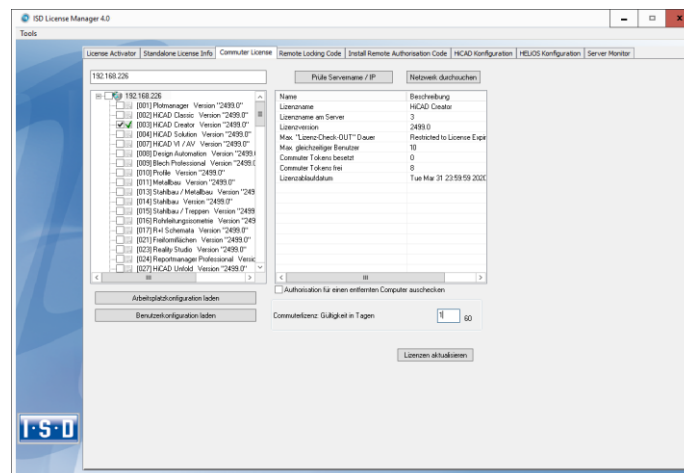 ISD License Manager 4.0
Tools
License Activator
Standalone License Info
Commuter License
Remote Locking Code
Install Remote Authorisation Code
HiCAD Konfiguration
HELiOS Konfiguration
Server Monitor
192.168.226
Prüfe Servername / IP
Netzwerk durchsuchen
192.168.226
[001] Plotmanager Version "2499.0"
[002] HiCAD Classic Version "2499.0"
[003] HiCAD Creator Version "2499.0"
[004] HiCAD Solution Version "2499.0"
[007] HiCAD VI / AV Version "2499.0"
[008] Design Automation Version "2499.
[009] Blech Professional Version "2499.0
[010] Profile Version "2499.0"
[011] Metallbau Version "2499.0"
[013] Stahlbau / Metallbau Version "249
[014] Stahlbau Version "2499.0"
[015] Stahlbau / Treppen Version "2499
[016] Rohrleitungsisometrie Version "249
[017] R+I Schemata Version "2499.0"
[021] Freiformflächen Version "2499.0"
[023] Reality Studio Version "2499.0"
[024] Reportmanager Professional Versic
[027] HiCAD Unfold Version "2499.0"
Name Beschreibung
Lizenzname HiCAD Creator
Lizenzname am Server 3
Lizenzversion 2499.0
Max. "Lizenz-Check-OUT" Dauer Restricted to License Expir
Max. gleichzeitiger Benutzer 10
Commuter Tokens besetzt 0
Commuter Tokens frei 8
Lizenzablaufdatum Tue Mar 31 23:59:59 2020
Authorisation für einen entfernten Computer auschecken
Arbeitsplatzkonfiguration laden
Benutzerkonfiguration laden
Commuterlizenz: Gültigkeit in Tagen 1 60
Lizenzen aktualisieren
I·S·D